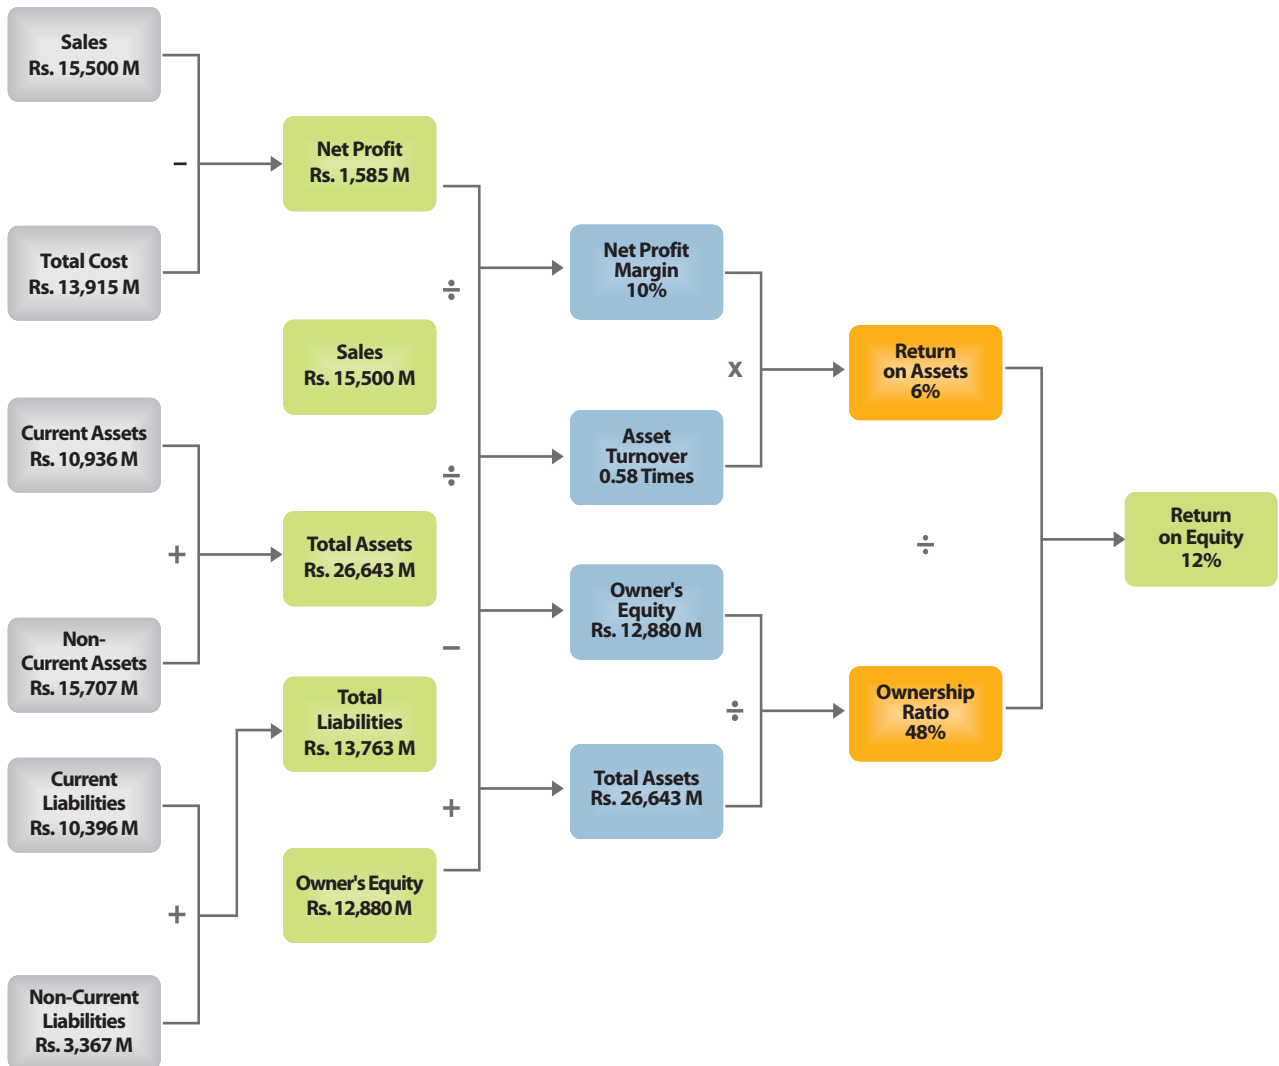 Sales
Rs. 15,500 M
–
Total Cost
Rs. 13,915 M
Current Assets
Rs. 10,936 M
+
Non-
Current Assets
Rs. 15,707 M
Current
Liabilities
Rs. 10,396 M
+
Non-Current
Liabilities
Rs. 3,367 M
Net Profit
Rs. 1,585 M
÷
Sales
Rs. 15,500 M
÷
Total Assets
Rs. 26,643 M
–
Total
Liabilities
Rs. 13,763 M
+
Owner's Equity
Rs. 12,880 M
Net Profit
Margin
10%
x
Asset
Turnover
0.58 Times
Owner's
Equity
Rs. 12,880 M
÷
Total Assets
Rs. 26,643 M
Return
on Assets
6%
÷
Ownership
Ratio
48%
Return
on Equity
12%